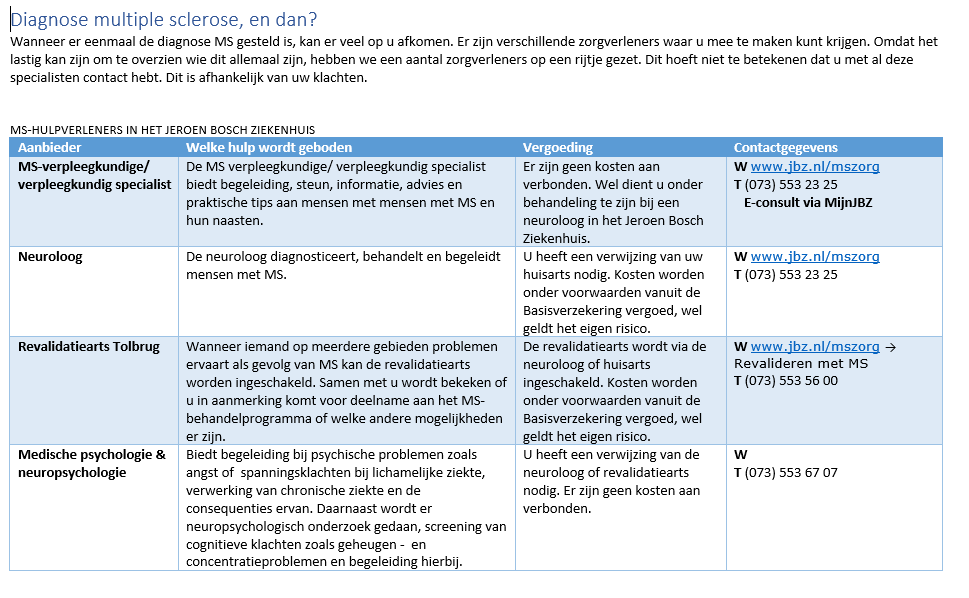 Diagnose multiple sclerose, en dan?
Wanneer er eenmaal de diagnose MS gesteld is, kan er veel op u afkomen. Er zijn verschillende zorgverleners waar u mee te maken kunt krijgen. Omdat het
lastig kan zijn om te overzien wie dit allemaal zijn, hebben we een aantal zorgverleners op een rijtje gezet. Dit hoeft niet te betekenen dat u met al deze
specialisten contact hebt. Dit is afhankelijk van uw klachten.
MS-HULPVERLENERS IN HET JEROEN BOSCH ZIEKENHUIS
Aanbieder Welke hulp wordt geboden Vergoeding Contactgegevens
MS-verpleegkundige/
verpleegkundig specialist
De MS verpleegkundige/ verpleegkundig specialist
biedt begeleiding, steun, informatie, advies en
praktische tips aan mensen met mensen met MS en
hun naasten.
Er zijn geen kosten aan
verbonden. Wel dient u onder
behandeling te zijn bij een
neuroloog in het Jeroen Bosch
Ziekenhuis.
W www.jbz.nl/mszorg
T (073) 553 23 25
E-consult via MijnJBZ
Neuroloog
De neuroloog diagnosticeert, behandelt en begeleidt
mensen met MS.
U heeft een verwijzing van uw
huisarts nodig. Kosten worden
onder voorwaarden vanuit de
Basisverzekering vergoed, wel
geldt het eigen risico.
W www.jbz.nl/mszorg
T (073) 553 23 25
Revalidatiearts Tolbrug
Wanneer iemand op meerdere gebieden problemen
ervaart als gevolg van MS kan de revalidatiearts
worden ingeschakeld. Samen met u wordt bekeken of
u in aanmerking komt voor deelname aan het MS-
behandelprogramma of welke andere mogelijkheden
er zijn.
De revalidatiearts wordt via de
neuroloog of huisarts
ingeschakeld. Kosten worden
onder voorwaarden vanuit de
Basisverzekering vergoed, wel
geldt het eigen risico.
W www.jbz.nl/mszorg →
Revalideren met MS
T (073) 553 56 00
Medische psychologie &
neuropsychologie
Biedt begeleiding bij psychische problemen zoals
angst of spanningsklachten bij lichamelijke ziekte,
verwerking van chronische ziekte en de
consequenties ervan. Daarnaast wordt er
neuropsychologisch onderzoek gedaan, screening van
cognitieve klachten zoals geheugen - en
concentratieproblemen en begeleiding hierbij.
U heeft een verwijzing van de
neuroloog of revalidatiearts
nodig. Er zijn geen kosten aan
verbonden.
W
T (073) 553 67 07